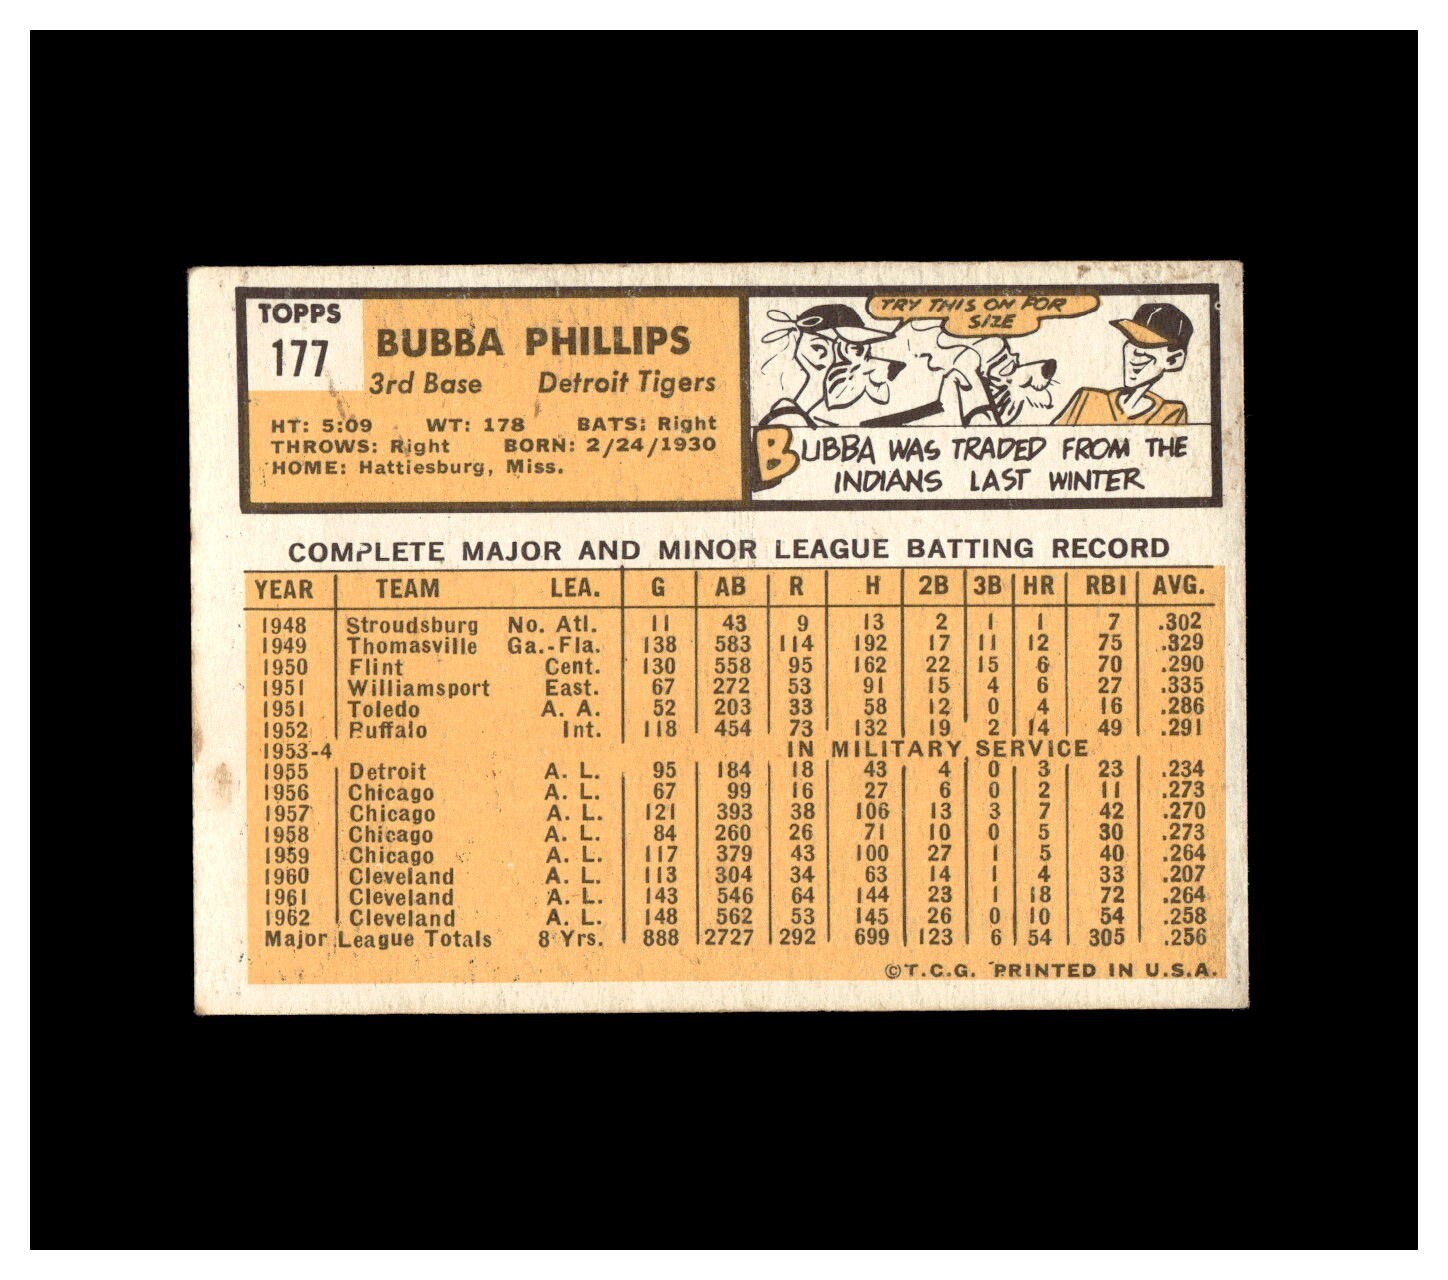 TOPPS
177
BUBBA PHILLIPS
3rd Base Detroit Tigers
HT: 5:09 WT: 178 BATS: Right
THROWS: Right BORN: 2/24/1930
HOME: Hattiesburg, Miss.
TRY THIS ON FOR
SIZE
BUBBA WAS TRADED FROM THE
INDIANS LAST WINTER
COMPLETE MAJOR AND MINOR LEAGUE BATTING RECORD
YEAR TEAM LEA. G AB R H 2B 3B HR RBI AVG.
1948 Stroudsburg No. Atl. 11 43 9 13 2 1 1 7 .302
1949 Thomasville Ga.-Fla. 138 583 114 192 17 11 12 75 .329
1950 Flint Cent. 130 558 95 162 22 15 6 70 .290
1951 Williamsport East. 67 272 53 91 15 4 6 27 .335
1951 Toledo A. A. 52 203 33 58 12 0 4 16 .286
1952 Buffalo Int. 118 454 73 132 19 2 14 49 .291
1953-4 IN MILITARY SERVICE
1955 Detroit A. L. 95 184 18 43 4 0 3 23 .234
1956 Chicago A. L. 67 99 16 27 6 0 2 11 .273
1957 Chicago A. L. 121 393 38 106 13 3 7 42 .270
1958 Chicago A. L. 84 260 26 71 10 0 5 30 .273
1959 Chicago A. L. 117 379 43 100 27 1 5 40 .264
1960 Cleveland A. L. 113 304 34 63 14 1 4 33 .207
1961 Cleveland A. L. 143 546 64 144 23 1 18 72 .264
1962 Cleveland A. L. 148 562 53 145 26 0 10 54 .258
Major League Totals 8 Yrs. 888 2727 292 699 123 6 54 305 .256
©T.C.G. PRINTED IN U.S.A.